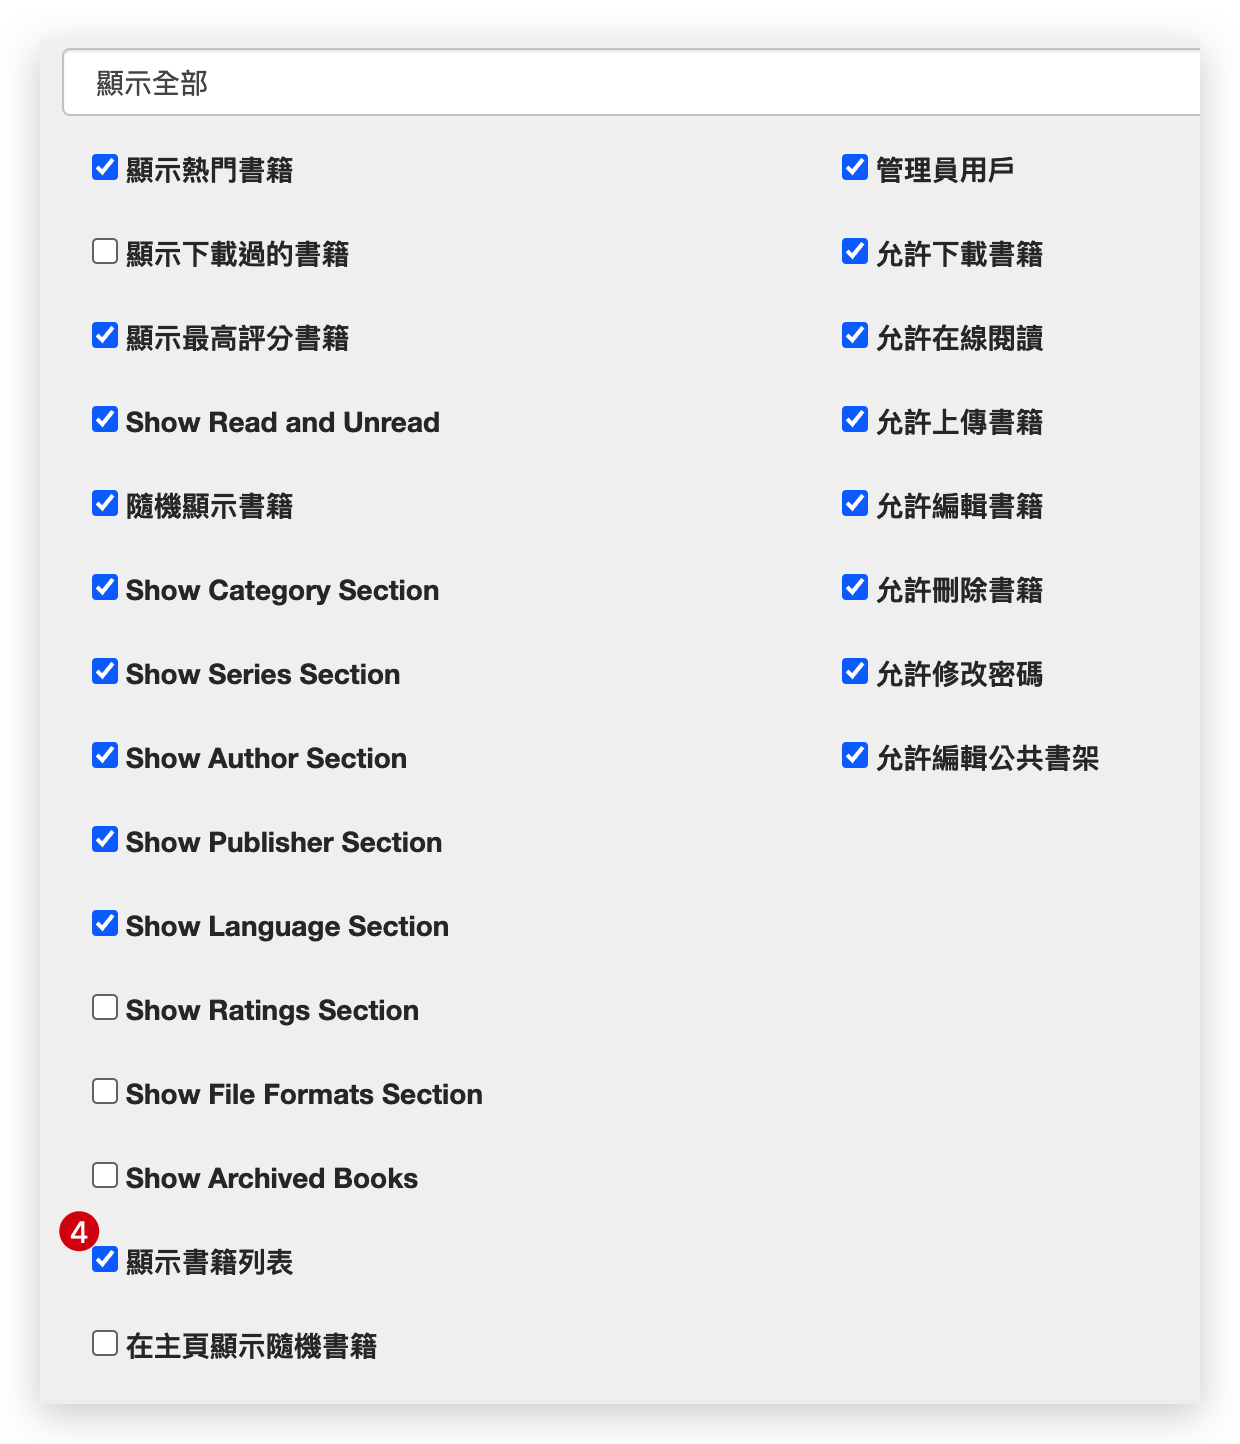 顯示全部
顯示熱門書籍
顯示下載過的書籍
顯示最高評分書籍
Show Read and Unread
隨機顯示書籍
Show Category Section
Show Series Section
Show Author Section
Show Publisher Section
Show Language Section
Show Ratings Section
Show File Formats Section
Show Archived Books
4
顯示書籍列表
在主頁顯示隨機書籍
管理員用戶
允許下載書籍
允許在線閱讀
允許上傳書籍
允許編輯書籍
允許刪除書籍
允許修改密碼
允許編輯公共書架